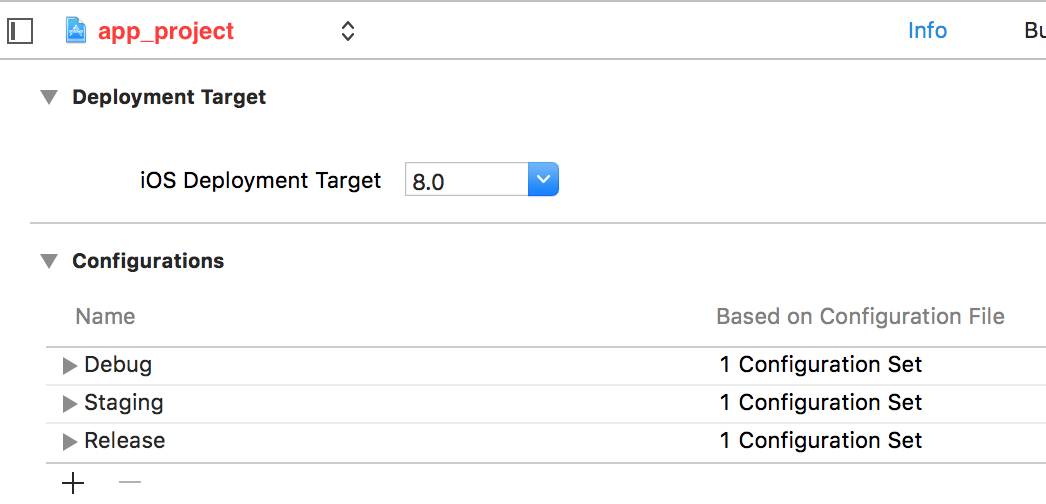 app_project Info Bu
Deployment Target
iOS Deployment Target 8.0
Configurations
Name Based on Configuration File
Debug 1 Configuration Set
Staging 1 Configuration Set
Release 1 Configuration Set